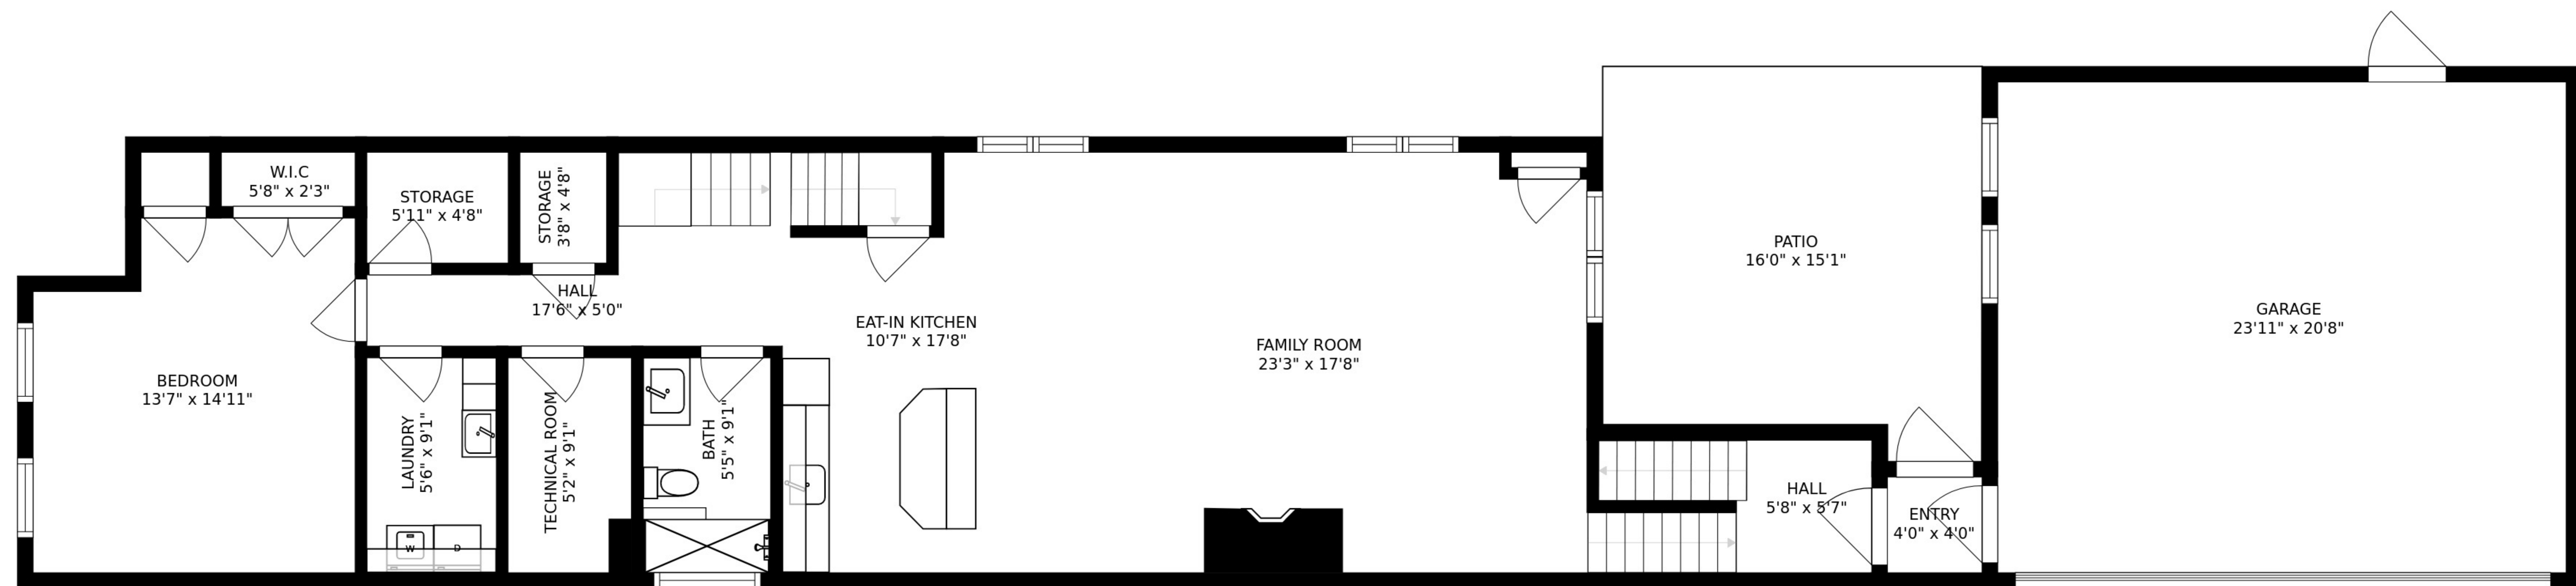 W.I.C
5'8" x 2'3"
STORAGE
5'11" x 4'8"
STORAGE
3'8" x 4'8"
HALL
17'6" x 5'0"
BEDROOM
13'7" x 14'11"
LAUNDRY
5'6" x 9'1"
W
D
TECHNICAL ROOM
5'2" x 9'1"
BATH
5'5" x 9'1"
EAT-IN KITCHEN
10'7" x 17'8"
FAMILY ROOM
23'3" x 17'8"
PATIO
16'0" x 15'1"
HALL
5'8" x 5'7"
ENTRY
4'0" x 4'0"
GARAGE
23'11" x 20'8"